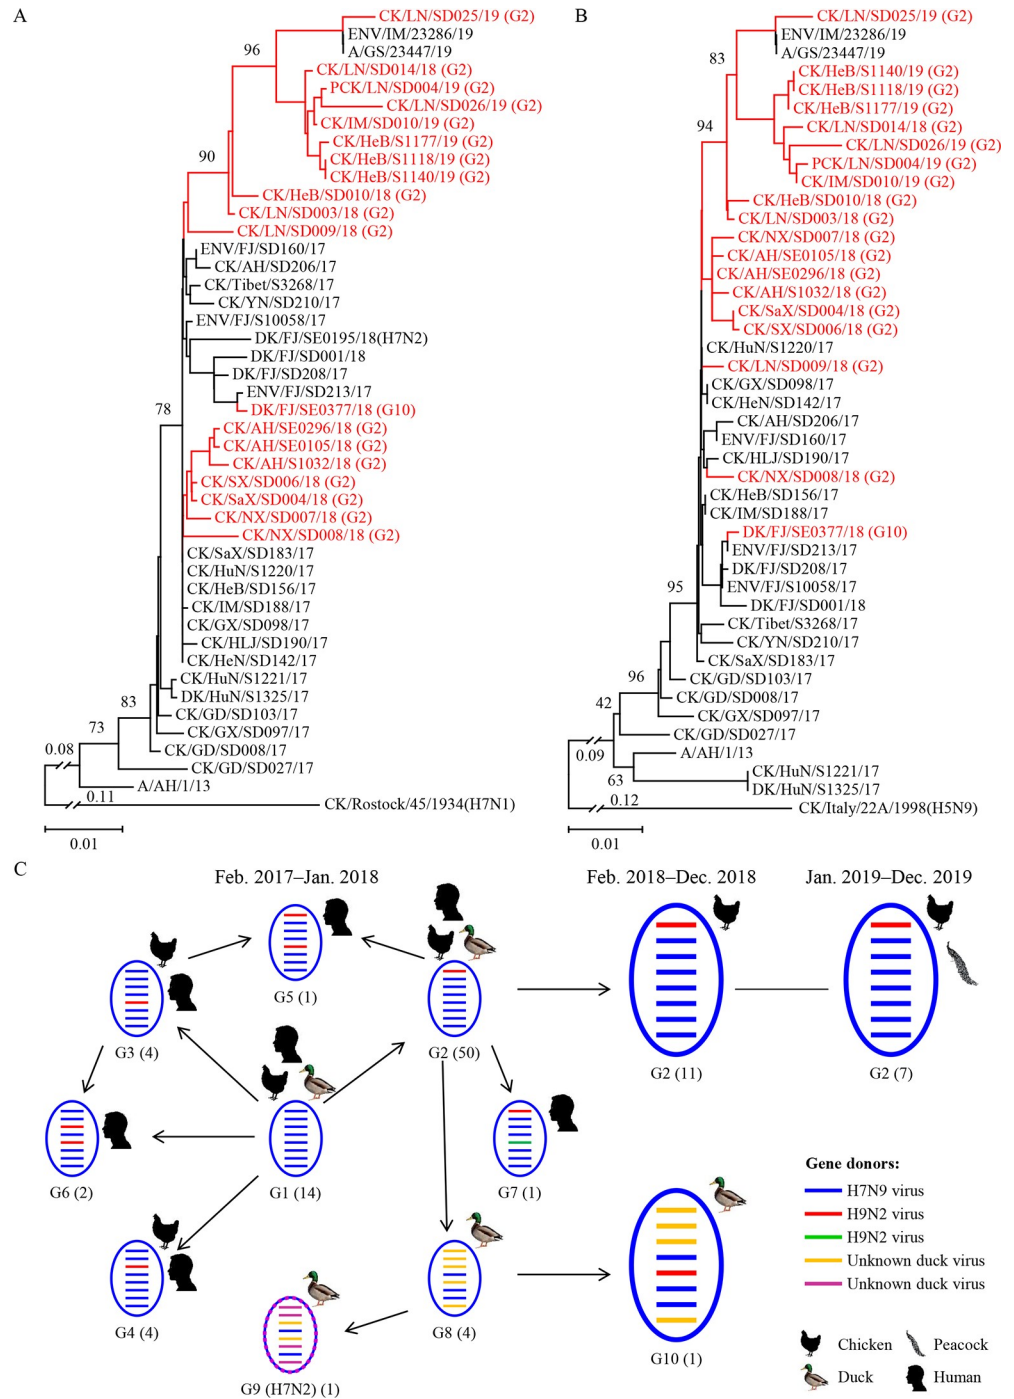 A
CK/LN/SD025/19 (G2)
ENV/IM/23286/19
A/GS/23447/19
96
CK/LN/SD014/18 (G2)
PCK/LN/SD004/19 (G2)
CK/LN/SD026/19 (G2)
CK/IM/SD010/19 (G2)
CK/HeB/S1177/19 (G2)
CK/HeB/S1118/19 (G2)
CK/HeB/S1140/19 (G2)
90
CK/HeB/SD010/18 (G2)
CK/LN/SD003/18 (G2)
CK/LN/SD009/18 (G2)
ENV/FJ/SD160/17
CK/AH/SD206/17
CK/Tibet/S3268/17
CK/YN/SD210/17
ENV/FJ/S10058/17
DK/FJ/SE0195/18(H7N2)
DK/FJ/SD001/18
DK/FJ/SD208/17
ENV/FJ/SD213/17
DK/FJ/SE0377/18 (G10)
78
CK/AH/SE0296/18 (G2)
CK/AH/SE0105/18 (G2)
CK/AH/S1032/18 (G2)
CK/SX/SD006/18 (G2)
CK/SaX/SD004/18 (G2)
CK/NX/SD007/18 (G2)
CK/NX/SD008/18 (G2)
CK/SaX/SD183/17
CK/HuN/S1220/17
CK/HeB/SD156/17
CK/IM/SD188/17
CK/GX/SD098/17
CK/HLJ/SD190/17
CK/HeN/SD142/17
CK/HuN/S1221/17
DK/HuN/S1325/17
83
CK/GD/SD103/17
73
CK/GX/SD097/17
0.08
CK/GD/SD008/17
CK/GD/SD027/17
A/AH/1/13
0.11
CK/Rostock/45/1934(H7N1)
0.01
B
CK/LN/SD025/19 (G2)
ENV/IM/23286/19
A/GS/23447/19
83
CK/HeB/S1140/19 (G2)
CK/HeB/S1118/19 (G2)
CK/HeB/S1177/19 (G2)
94
CK/LN/SD014/18 (G2)
CK/LN/SD026/19 (G2)
PCK/LN/SD004/19 (G2)
CK/IM/SD010/19 (G2)
CK/HeB/SD010/18 (G2)
CK/LN/SD003/18 (G2)
CK/NX/SD007/18 (G2)
CK/AH/SE0105/18 (G2)
CK/AH/SE0296/18 (G2)
CK/AH/S1032/18 (G2)
CK/SaX/SD004/18 (G2)
CK/SX/SD006/18 (G2)
CK/HuN/S1220/17
CK/LN/SD009/18 (G2)
CK/GX/SD098/17
CK/HeN/SD142/17
CK/AH/SD206/17
ENV/FJ/SD160/17
CK/HLJ/SD190/17
CK/NX/SD008/18 (G2)
CK/HeB/SD156/17
CK/IM/SD188/17
DK/FJ/SE0377/18 (G10)
ENV/FJ/SD213/17
DK/FJ/SD208/17
95
ENV/FJ/S10058/17
DK/FJ/SD001/18
CK/Tibet/S3268/17
CK/YN/SD210/17
CK/SaX/SD183/17
96
CK/GD/SD103/17
CK/GD/SD008/17
42
CK/GX/SD097/17
CK/GD/SD027/17
0.09
A/AH/1/13
63
CK/HuN/S1221/17
DK/HuN/S1325/17
0.12
CK/Italy/22A/1998(H5N9)
0.01
C
Feb. 2017–Jan. 2018
Feb. 2018–Dec. 2018
Jan. 2019–Dec. 2019
G5 (1)
G3 (4)
G2 (50)
G2 (11)
G2 (7)
G6 (2)
G1 (14)
G7 (1)
G4 (4)
G8 (4)
G9 (H7N2) (1)
G10 (1)
Gene donors:
H7N9 virus
H9N2 virus
H9N2 virus
Unknown duck virus
Unknown duck virus
Chicken
Peacock
Duck
Human